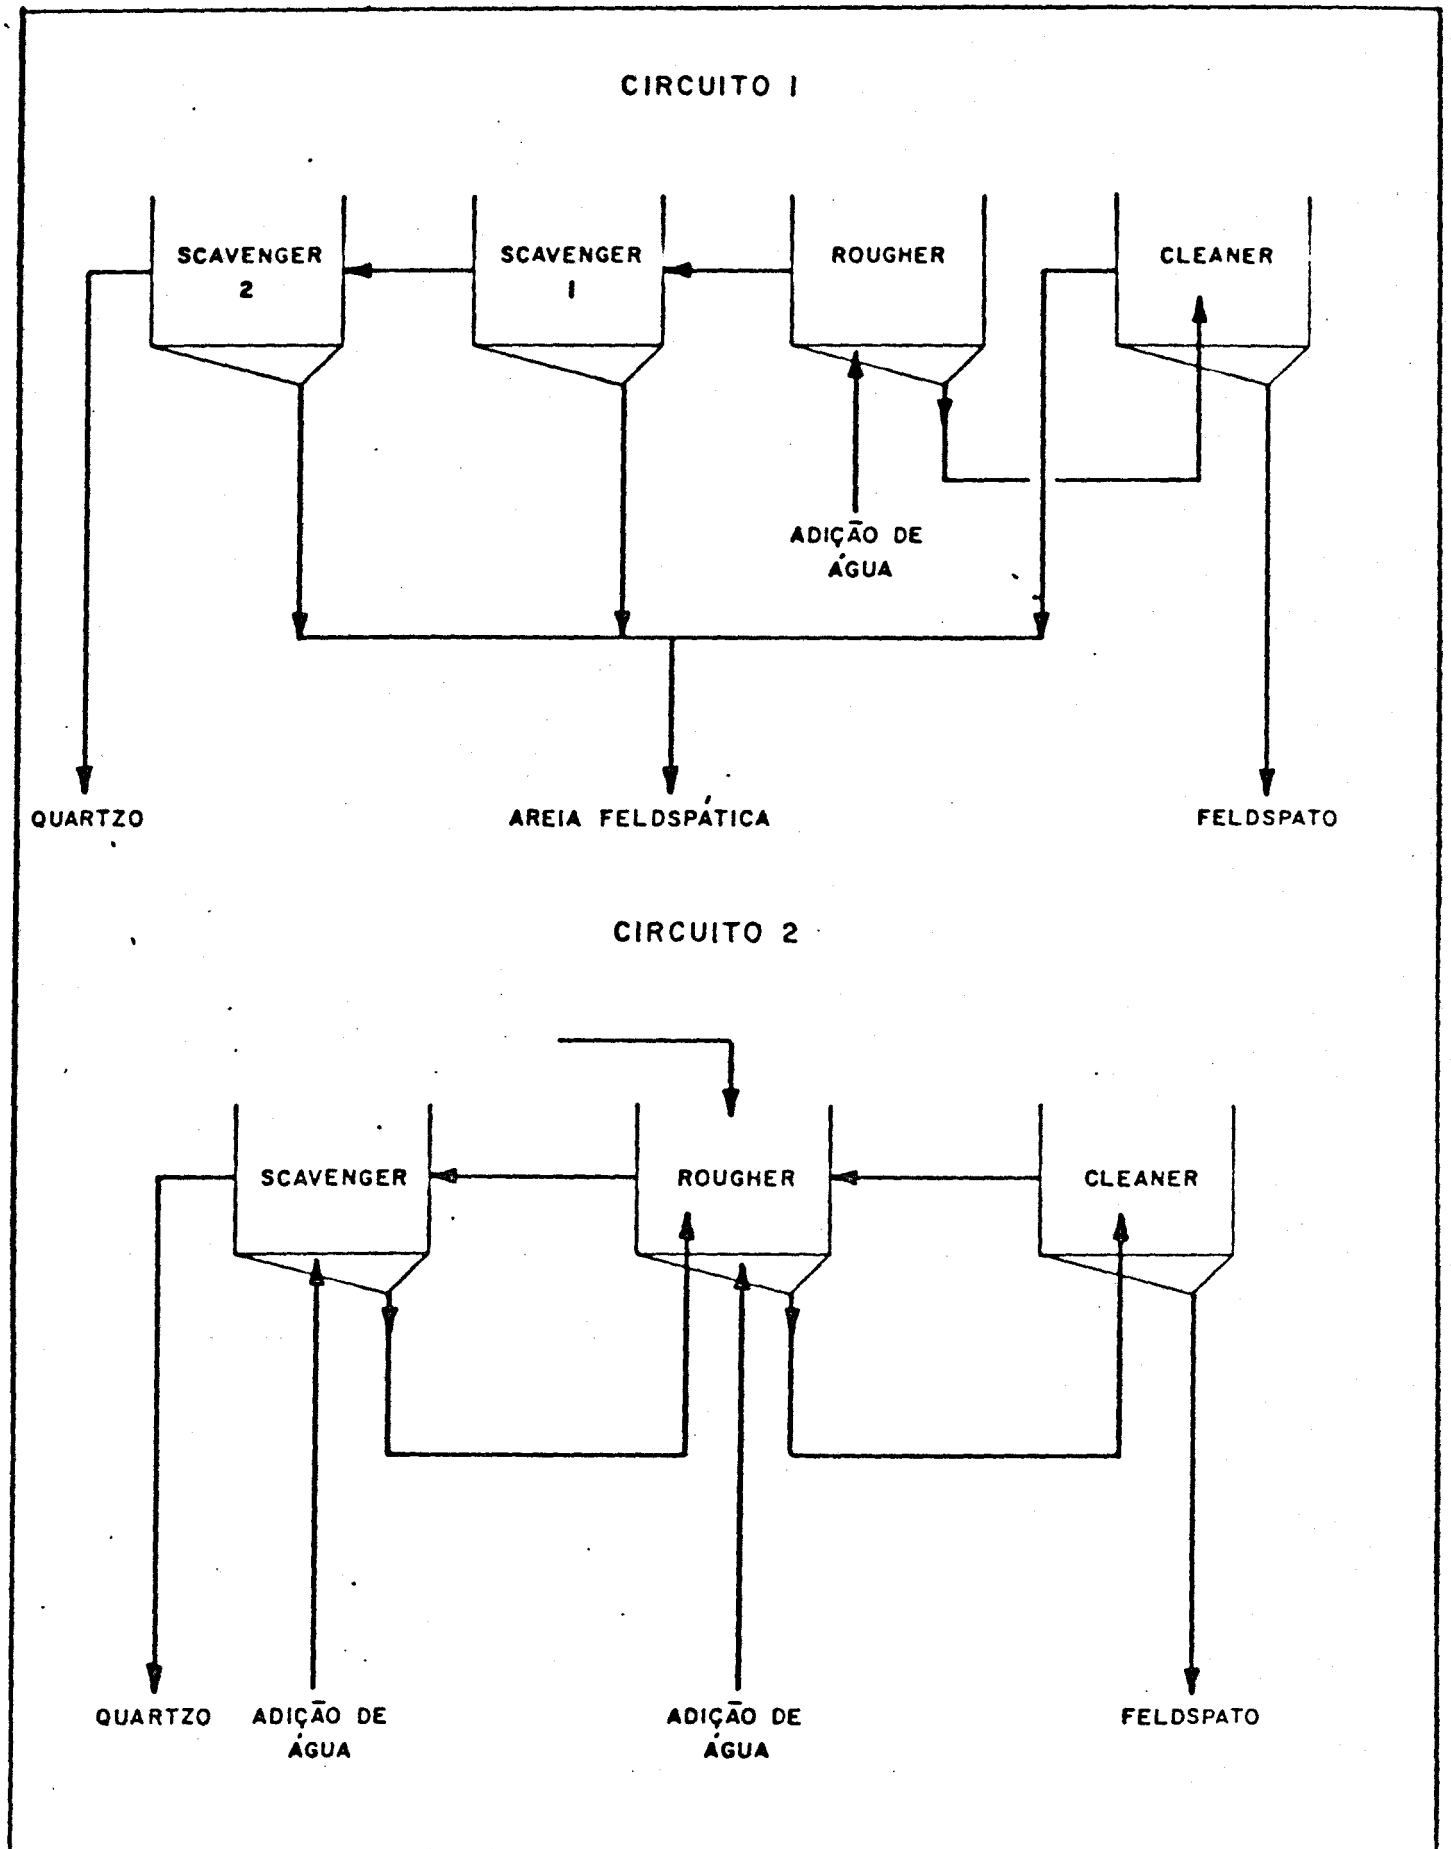 CIRCUITO 1
SCAVENGER
2
SCAVENGER
1
ROUGHER
CLEANER
ADIÇÃO DE
ÁGUA
QUARTZO
AREIA FELDSPÁTICA
FELDSPATO
CIRCUITO 2
SCAVENGER
ROUGHER
CLEANER
QUARTZO
ADIÇÃO DE
ÁGUA
ADIÇÃO DE
ÁGUA
FELDSPATO